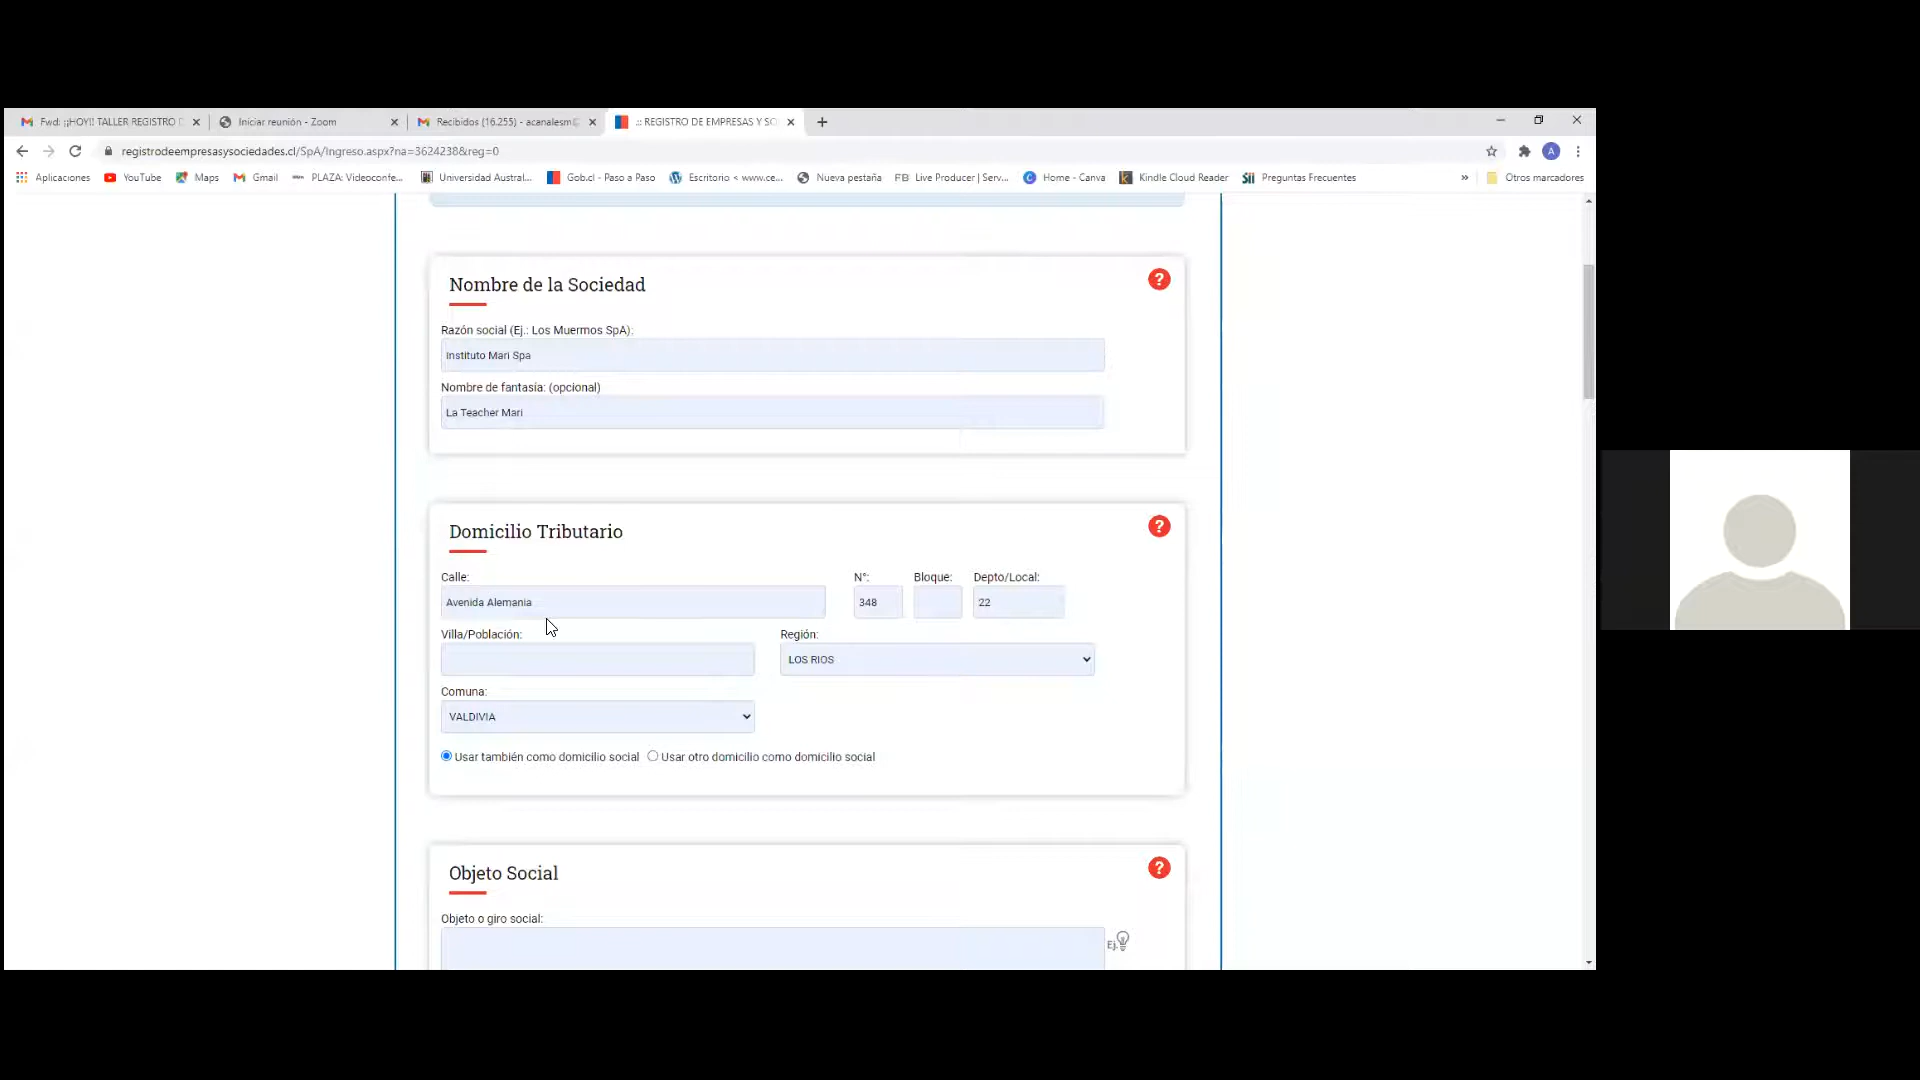 Fwd: ¡¡HOY!! TALLER REGISTRO D
Iniciar reunión - Zoom
Recibidos (16.255) - acanalesm@
.:: REGISTRO DE EMPRESAS Y SO
registrodeempresasysociedades.cl/SpA/Ingreso.aspx?na=3624238&reg=0
A
Aplicaciones
YouTube
Maps
Gmail
PLAZA: Videoconfe...
Universidad Austral...
Gob.cl - Paso a Paso
Escritorio < www.ce...
Nueva pestaña
FB Live Producer | Serv...
Home - Canva
Kindle Cloud Reader
Sii Preguntas Frecuentes
»
Otros marcadores
Nombre de la Sociedad
?
Razón social (Ej.: Los Muermos SpA):
Instituto Mari Spa
Nombre de fantasía: (opcional)
La Teacher Mari
Domicilio Tributario
?
Calle: N°: Bloque: Depto/Local:
Avenida Alemania 348 22
Villa/Población: Región:
LOS RIOS
Comuna:
VALDIVIA
Usar también como domicilio social Usar otro domicilio como domicilio social
Objeto Social
?
Objeto o giro social:
Ej.